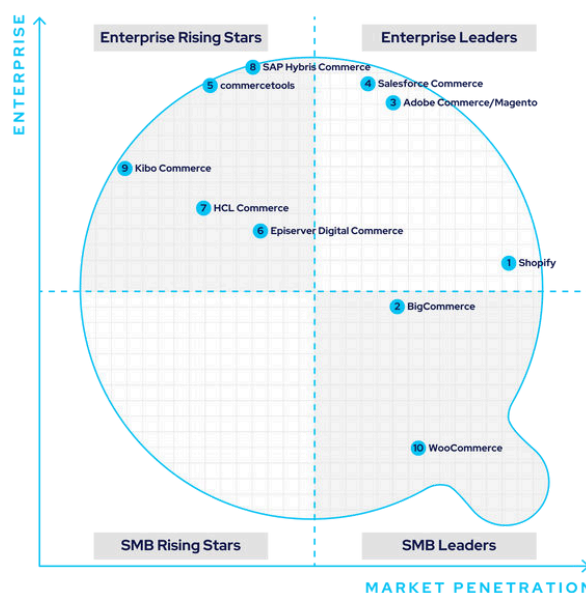 Enterprise Rising Stars
Enterprise Leaders
ENTERPRISE
8 SAP Hybris Commerce
5 commercetools
4 Salesforce Commerce
3 Adobe Commerce/Magento
9 Kibo Commerce
7 HCL Commerce
6 Episerver Digital Commerce
1 Shopify
2 BigCommerce
10 WooCommerce
SMB Rising Stars
SMB Leaders
MARKET PENETRATION